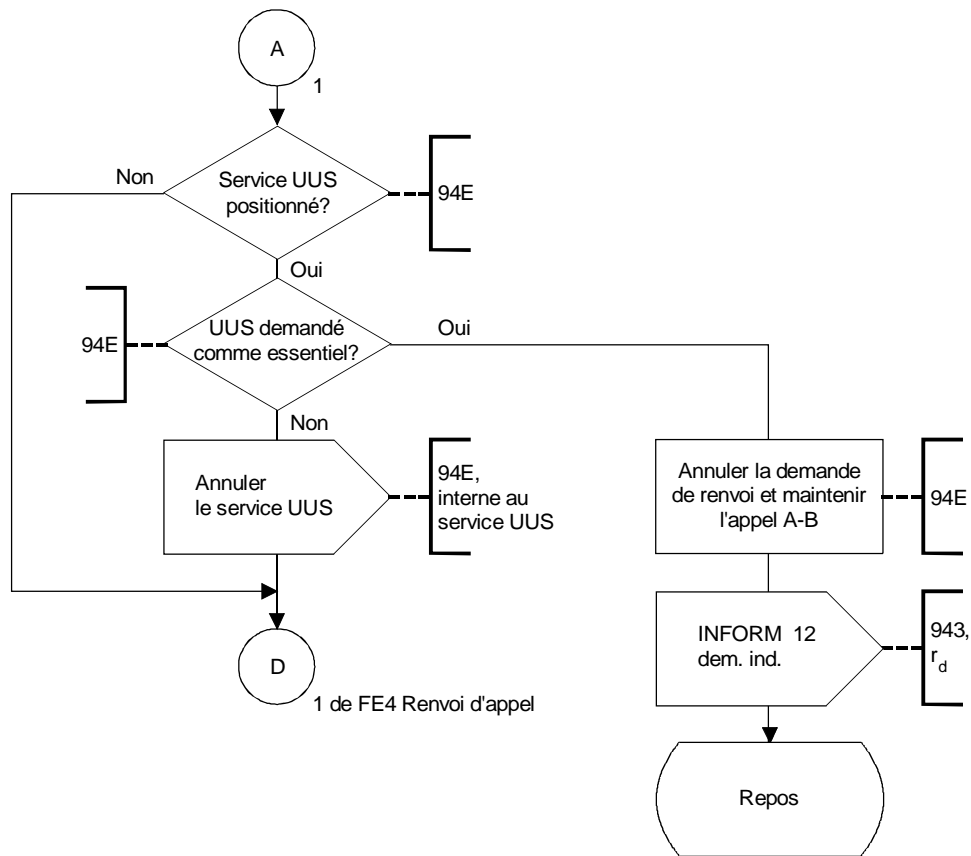 A
1
Non
Service UUS
positionné?
94E
Oui
94E
UUS demandé
comme essentiel?
Oui
Non
Annuler
le service UUS
94E,
interne au
service UUS
Annuler la demande
de renvoi et maintenir
l'appel A-B
94E
INFORM 12
dem. ind.
943,
rd
D
1 de FE4 Renvoi d'appel
Repos